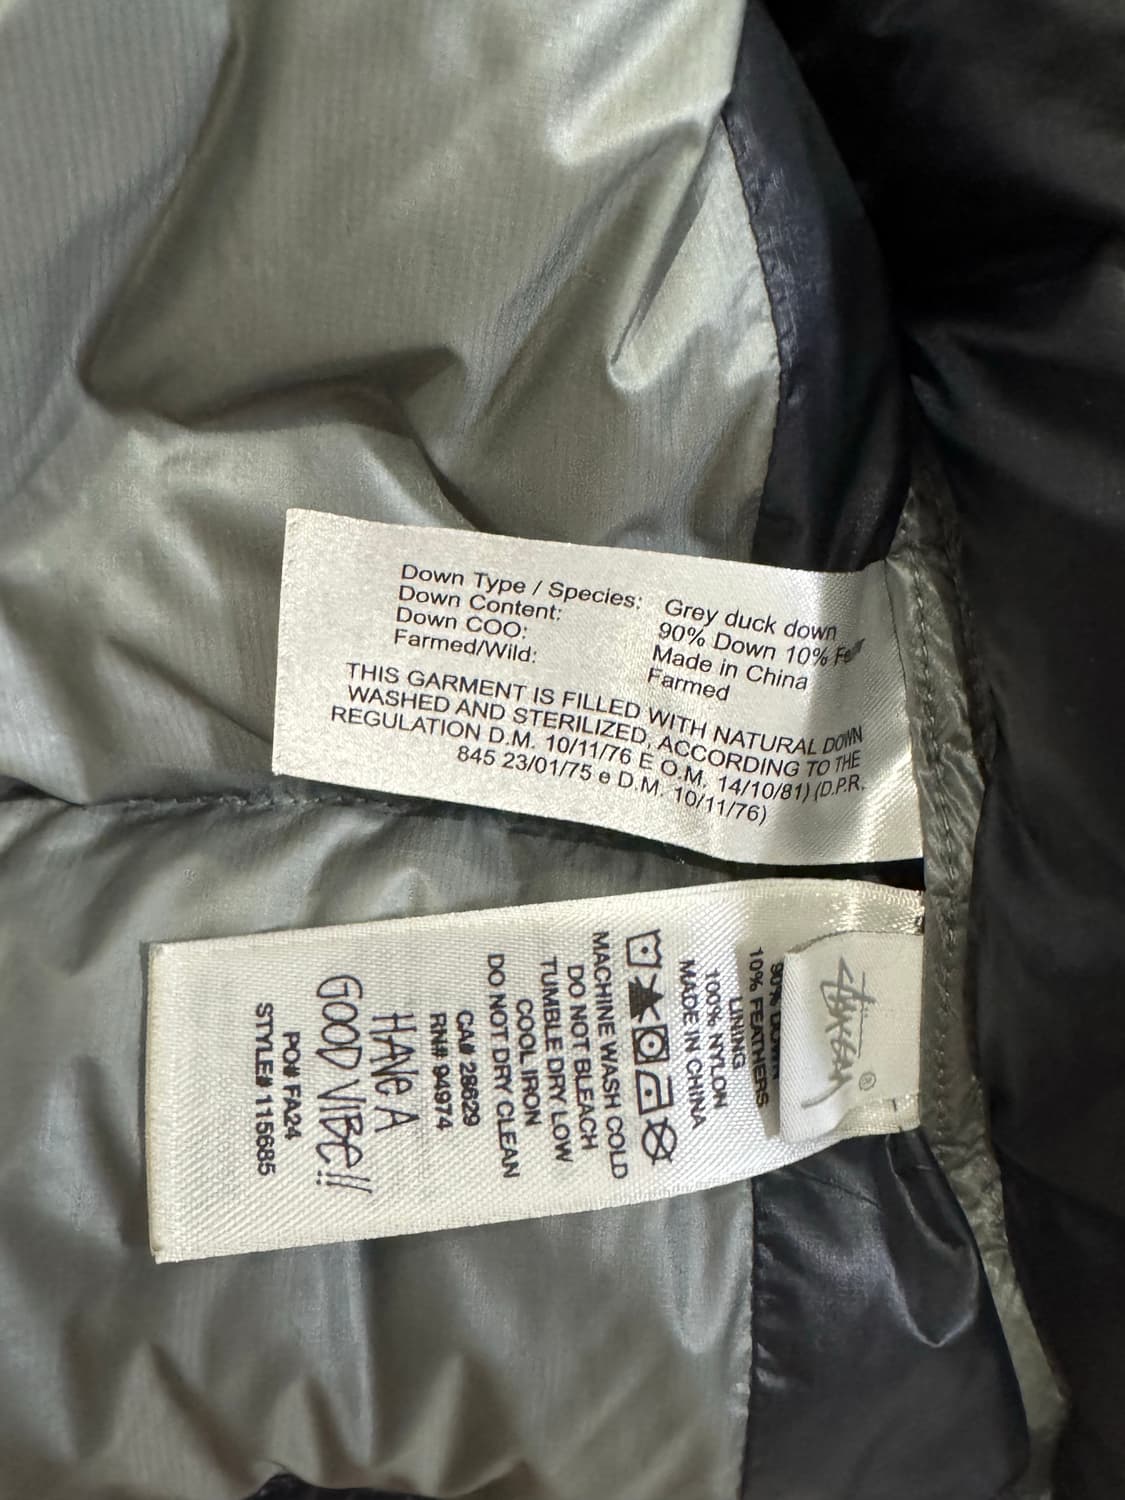 Down Type / Species: Grey duck down
Down Content: 90% Down 10%
Down COO: Made in China
Farmed/Wild: Farmed
THIS GARMENT IS FILLED WITH NATURAL DOWN
WASHED AND STERILIZED, ACCORDING TO THE
REGULATION D.M. 10/11/76 E O.M. 14/10/81) (D.P.R.
845 23/01/75 e D.M. 10/11/76)
Stüssy ®
90% DOWN
10% FEATHERS
LINING
100% NYLON
MADE IN CHINA
MACHINE WASH COLD
DO NOT BLEACH
TUMBLE DRY LOW
COOL IRON
DO NOT DRY CLEAN
CA# 28629
RN# 94974
HAVE A
GOOD VIBE!!
PO# FA24
STYLE# 115685